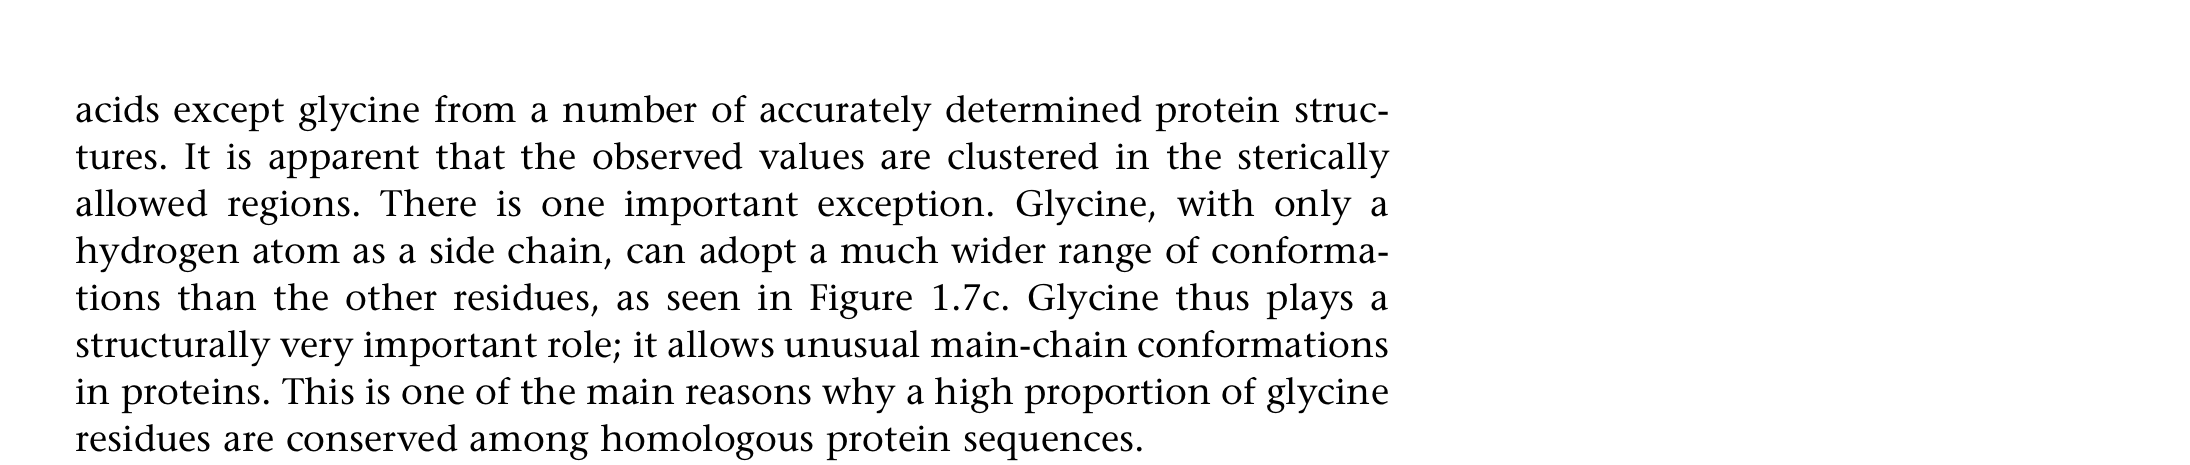 acids except glycine from a number of accurately determined protein struc-
tures. It is apparent that the observed values are clustered in the sterically
allowed regions. There is one important exception. Glycine, with only a
hydrogen atom as a side chain, can adopt a much wider range of conforma-
tions than the other residues, as seen in Figure 1.7c. Glycine thus plays a
structurally very important role; it allows unusual main-chain conformations
in proteins. This is one of the main reasons why a high proportion of glycine
residues are conserved among homologous protein sequences.